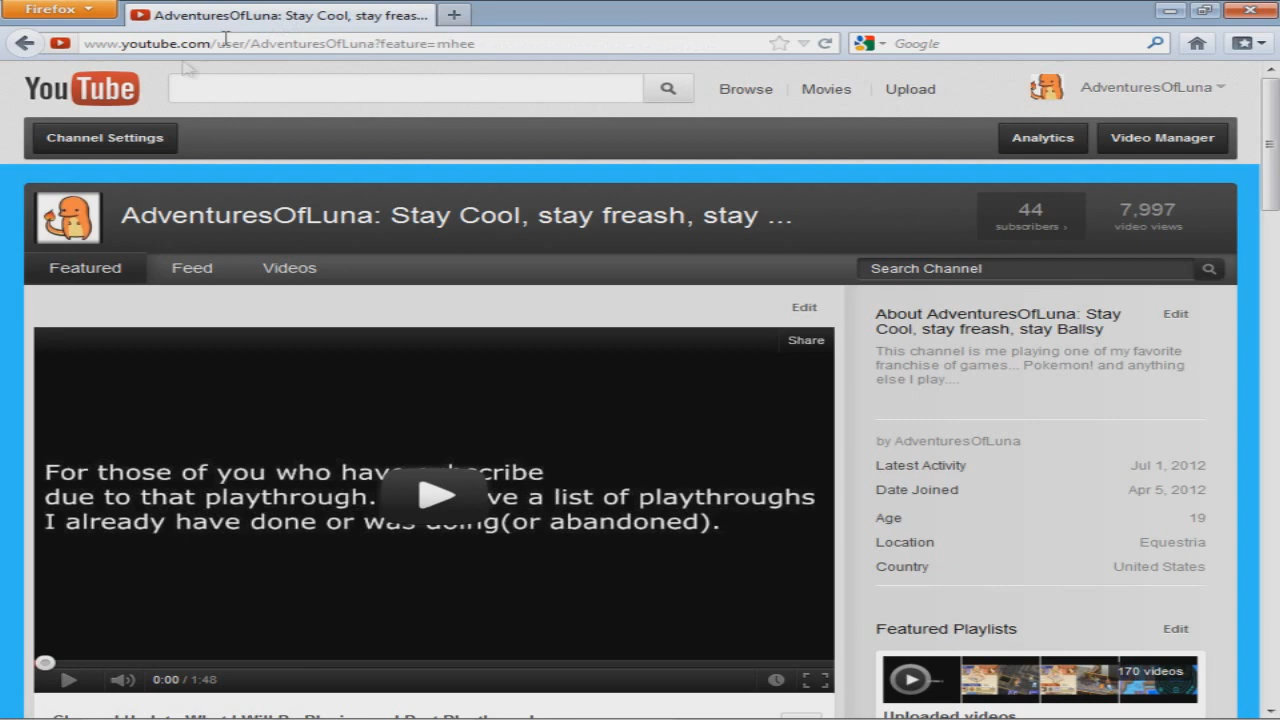 Firefox
AdventuresOfLuna: Stay Cool, stay freas...
www.youtube.com/user/AdventuresOfLuna?feature=mhee
Google
YouTube
Browse
Movies
Upload
AdventuresOfLuna
Channel Settings
Analytics
Video Manager
AdventuresOfLuna: Stay Cool, stay freash, stay ...
44
subscribers ›
7,997
video views
Featured
Feed
Videos
Search Channel
Edit
Share
For those of you who have
due to that playthrough. a list of playthroughs
I already have done or was doing(or abandoned).
0:00 / 1:48
About AdventuresOfLuna: Stay
Cool, stay freash, stay Ballsy
Edit
This channel is me playing one of my favorite
franchise of games... Pokemon! and anything
else I play....
by AdventuresOfLuna
Latest Activity Jul 1, 2012
Date Joined Apr 5, 2012
Age 19
Location Equestria
Country United States
Featured Playlists
Edit
170 videos
Uploaded videos